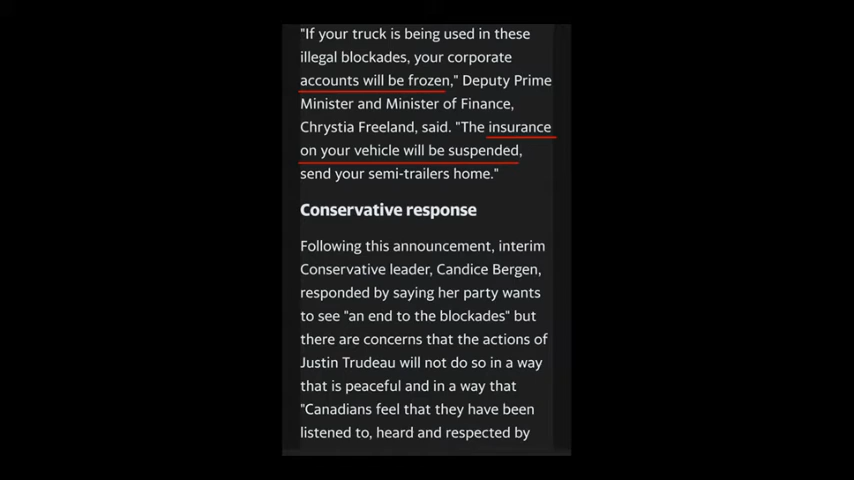 "If your truck is being used in these
illegal blockades, your corporate
accounts will be frozen," Deputy Prime
Minister and Minister of Finance,
Chrystia Freeland, said. "The insurance
on your vehicle will be suspended,
send your semi-trailers home."
Conservative response
Following this announcement, interim
Conservative leader, Candice Bergen,
responded by saying her party wants
to see "an end to the blockades" but
there are concerns that the actions of
Justin Trudeau will not do so in a way
that is peaceful and in a way that
"Canadians feel that they have been
listened to, heard and respected by